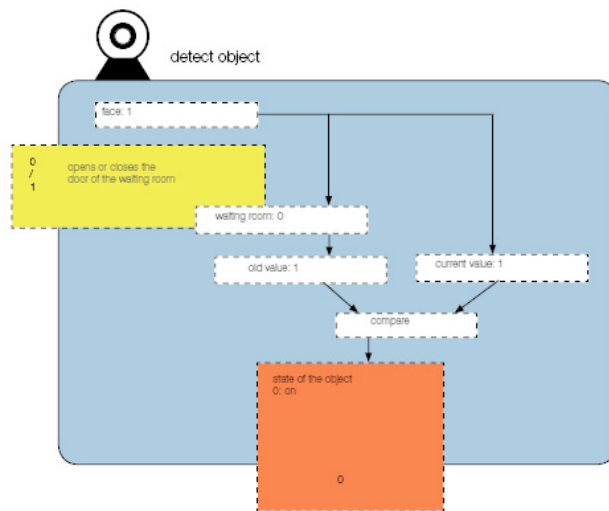 detect object
face: 1
0
/
1
opens or closes the
door of the waiting room
waiting room: 0
old value: 1
current value: 1
compare
state of the object
0: on
0